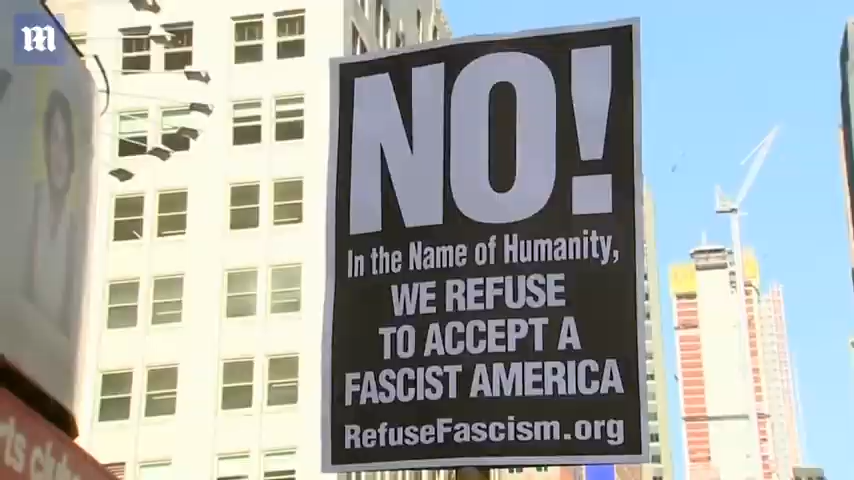 m
NO!
In the Name of Humanity,
WE REFUSE
TO ACCEPT A
FASCIST AMERICA
RefuseFascism.org